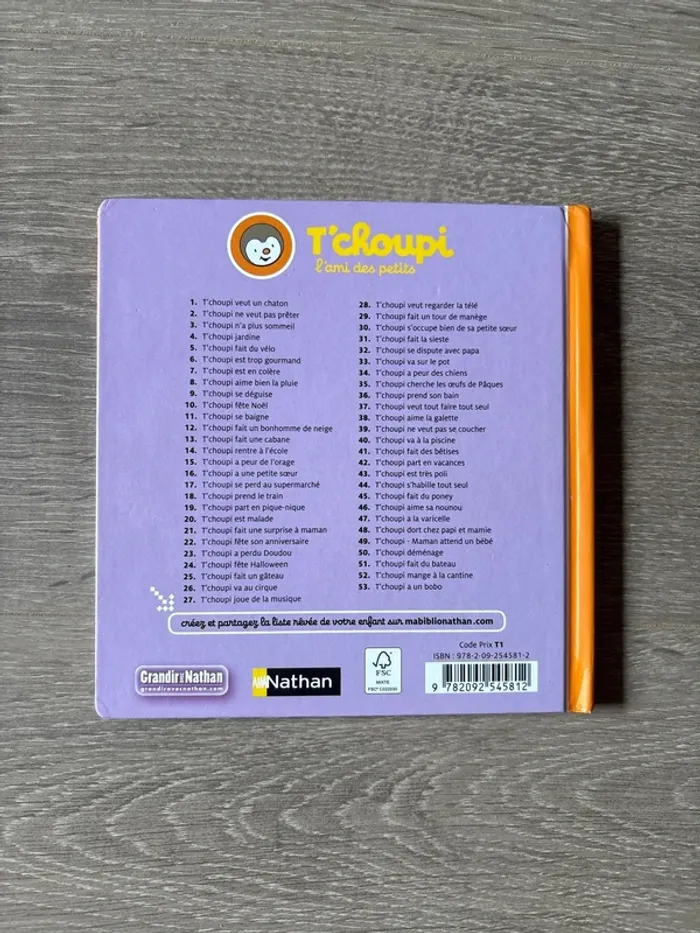 T'choupi
l'ami des petits
1. T'choupi veut un chaton
2. T'choupi ne veut pas prêter
3. T'choupi n'a plus sommeil
4. T'choupi jardine
5. T'choupi fait du vélo
6. T'choupi est trop gourmand
7. T'choupi est en colère
8. T'choupi aime bien la pluie
9. T'choupi se déguise
10. T'choupi fête Noël
11. T'choupi se baigne
12. T'choupi fait un bonhomme de neige
13. T'choupi fait une cabane
14. T'choupi rentre à l'école
15. T'choupi a peur de l'orage
16. T'choupi a une petite sœur
17. T'choupi se perd au supermarché
18. T'choupi prend le train
19. T'choupi part en pique-nique
20. T'choupi est malade
21. T'choupi fait une surprise à maman
22. T'choupi fête son anniversaire
23. T'choupi a perdu Doudou
24. T'choupi fête Halloween
25. T'choupi fait un gâteau
26. T'choupi va au cirque
27. T'choupi joue de la musique
28. T'choupi veut regarder la télé
29. T'choupi fait un tour de manège
30. T'choupi s'occupe bien de sa petite sœur
31. T'choupi fait la sieste
32. T'choupi se dispute avec papa
33. T'choupi va sur le pot
34. T'choupi a peur des chiens
35. T'choupi cherche les œufs de Pâques
36. T'choupi prend son bain
37. T'choupi veut tout faire tout seul
38. T'choupi aime la galette
39. T'choupi ne veut pas se coucher
40. T'choupi va à la piscine
41. T'choupi fait des bêtises
42. T'choupi part en vacances
43. T'choupi est très poli
44. T'choupi s'habille tout seul
45. T'choupi fait du poney
46. T'choupi aime sa nounou
47. T'choupi a la varicelle
48. T'choupi dort chez papi et mamie
49. T'choupi - Maman attend un bébé
50. T'choupi déménage
51. T'choupi fait du bateau
52. T'choupi mange à la cantine
53. T'choupi a un bobo
créez et partagez la liste rêvée de votre enfant sur mabiblionathan.com
Code Prix T1
ISBN : 978-2-09-254581-2
Grandir avec Nathan
grandiravecnathan.com
Nathan
FSC
MIXTE
9 782092 545812